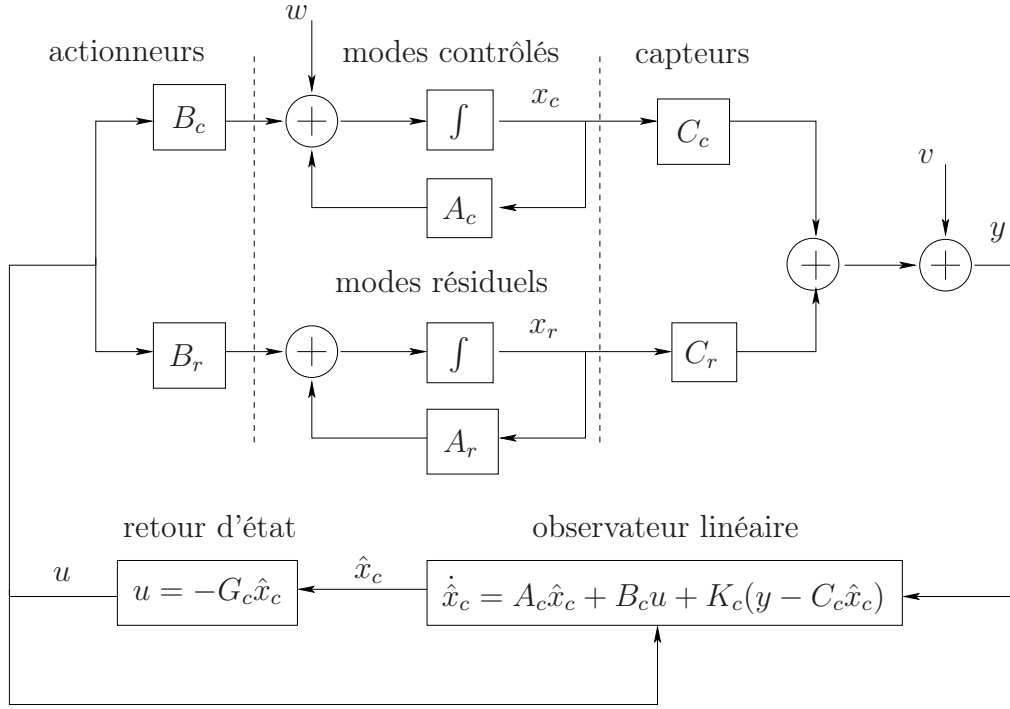 w
actionneurs
modes contrôlés
capteurs
B_c
+
∫
x_c
C_c
v
A_c
+
+
y
modes résiduels
B_r
+
∫
x_r
C_r
A_r
retour d'état
observateur linéaire
u
u = -G_c x̂_c
x̂_c
\dot{x̂}_c = A_c x̂_c + B_c u + K_c(y - C_c x̂_c)